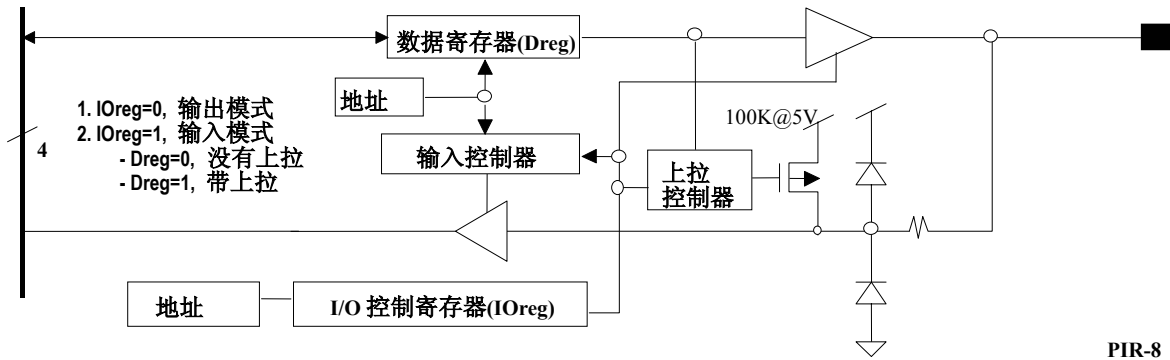 数据寄存器(Dreg)
地址
1. IOreg=0, 输出模式
2. IOreg=1, 输入模式
- Dreg=0, 没有上拉
- Dreg=1, 带上拉
4
输入控制器
100K@5V
上拉
控制器
地址
I/O 控制寄存器(IOreg)
PIR-8